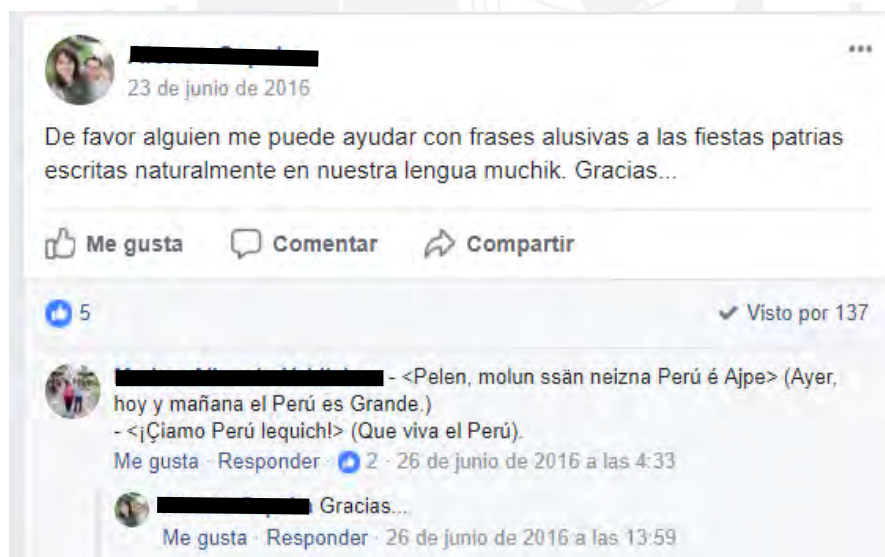 23 de junio de 2016
De favor alguien me puede ayudar con frases alusivas a las fiestas patrias
escritas naturalmente en nuestra lengua muchik. Gracias...
Me gusta Comentar Compartir
5 Visto por 137
- <Pelen, molun ssän neizna Perú é Ajpe> (Ayer,
hoy y mañana el Perú es Grande.)
- <¡Çiamo Perú lequich!> (Que viva el Perú).
Me gusta · Responder · 2 · 26 de junio de 2016 a las 4:33
Gracias...
Me gusta · Responder · 26 de junio de 2016 a las 13:59